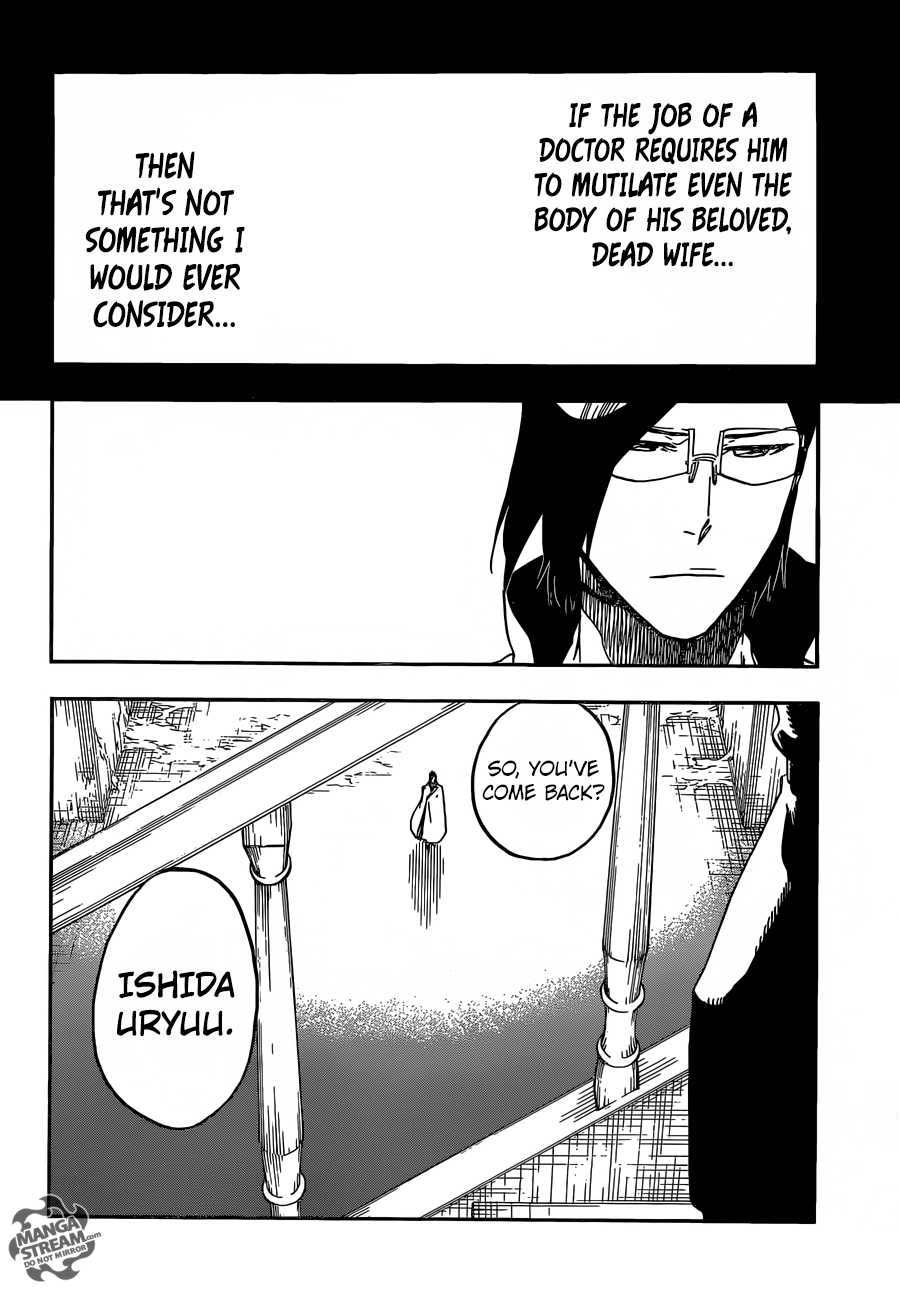 IF THE JOB OF A
DOCTOR REQUIRES HIM
TO MUTILATE EVEN THE
BODY OF HIS BELOVED,
DEAD WIFE...
THEN
THAT'S NOT
SOMETHING I
WOULD EVER
CONSIDER...
SO, YOU'VE
COME BACK?
ISHIDA
URYUU.
MANGA
STREAM.com
DO NOT MIRROR